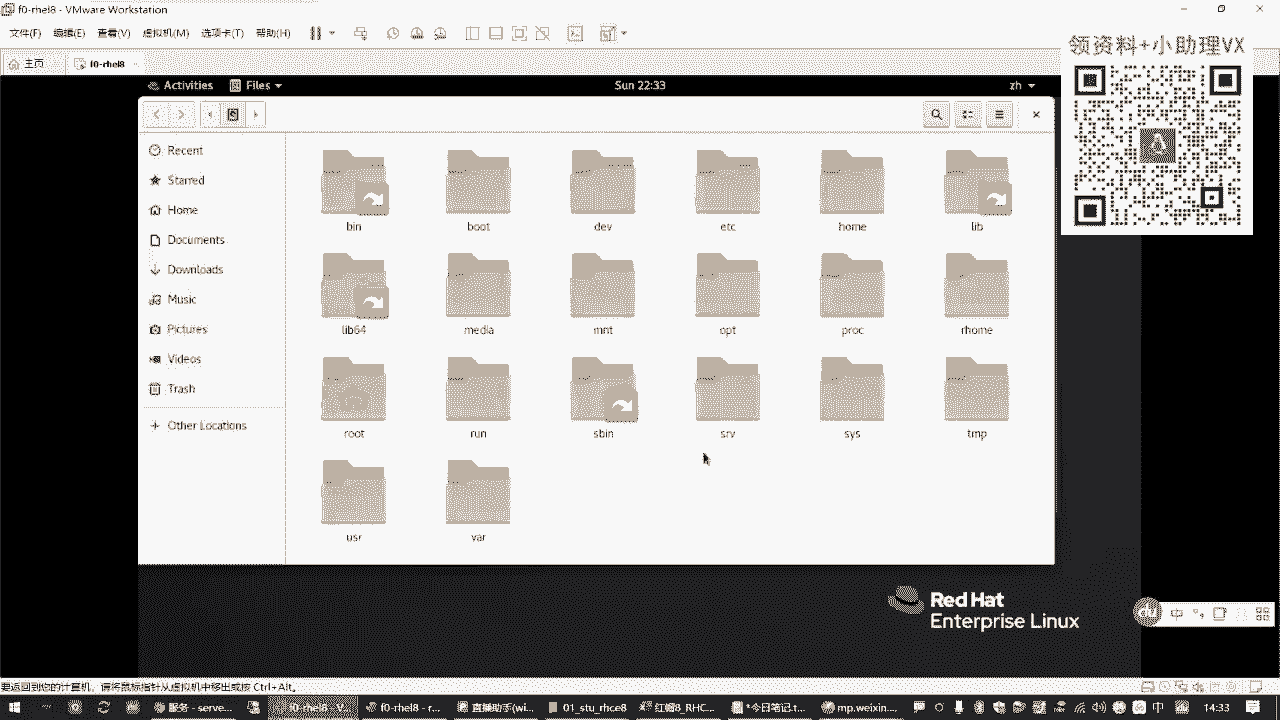 f0-rhel8 - VMware Workstation
文件(F) 编辑(E) 查看(V) 虚拟机(M) 选项卡(T) 帮助(H)
领资料+小助理VX
主页 f0-rhel8
Activities Files Sun 22:33 zh
Recent
Starred
Home
Documents
Downloads
Music
Pictures
Videos
Trash
Other Locations
bin boot dev etc home lib
lib64 media mnt opt proc rhome
root run sbin srv sys tmp
usr var
Red Hat
Enterprise Linux
du 中
要返回到您的计算机，请将鼠标指针从虚拟机中移出或按 Ctrl+Alt。
服务 - serve... f0-rhel8 - V... f0-rhel8 - r... 直播助手(wi... 01_stu_rhce8 红帽8_RHC... *今日笔记.t... mp.weixin... 中 14:33